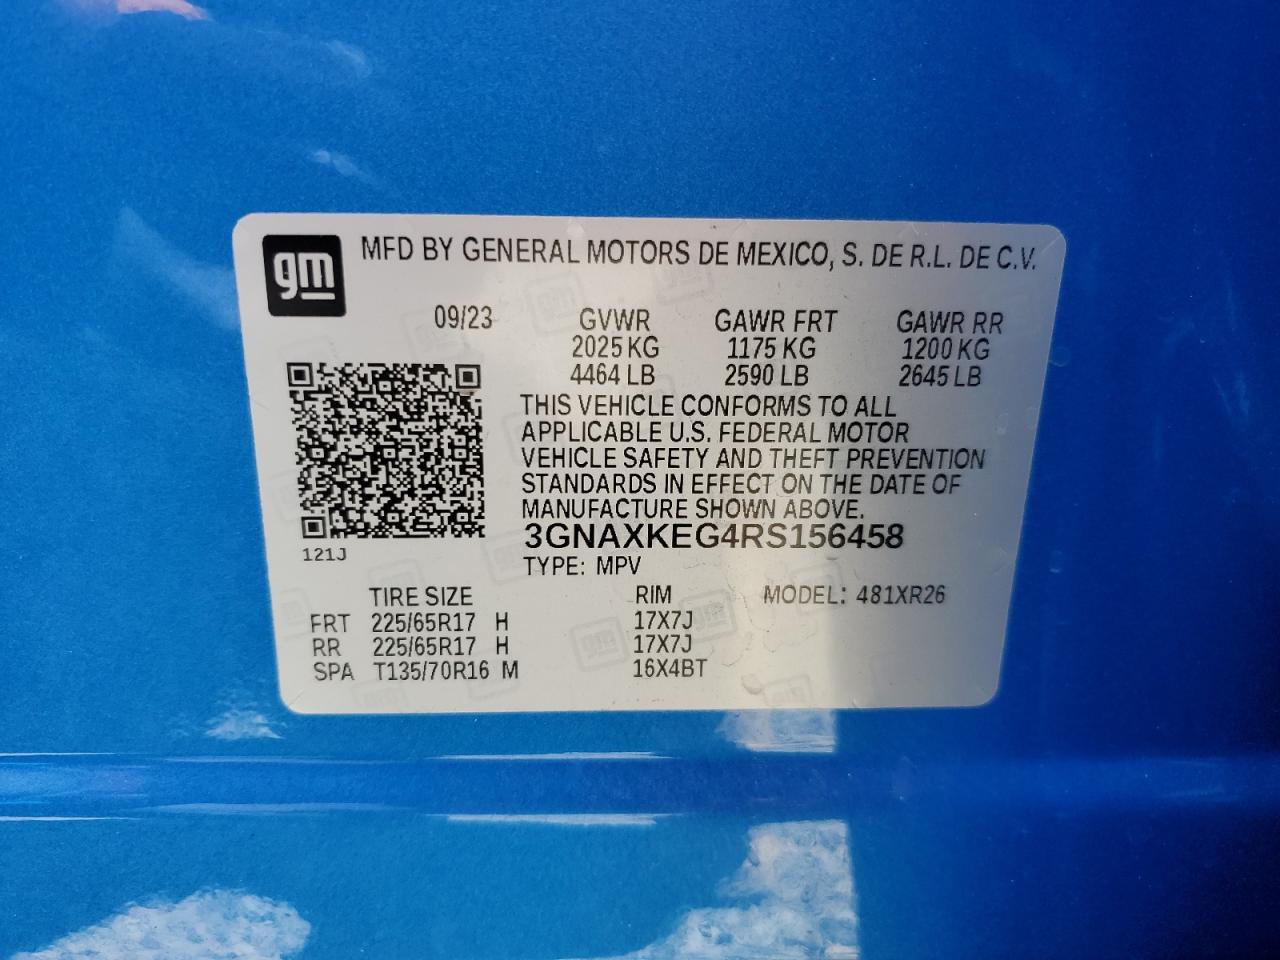 gm
MFD BY GENERAL MOTORS DE MEXICO, S. DE R.L. DE C.V.
09/23 GVWR GAWR FRT GAWR RR
2025 KG 1175 KG 1200 KG
4464 LB 2590 LB 2645 LB
THIS VEHICLE CONFORMS TO ALL
APPLICABLE U.S. FEDERAL MOTOR
VEHICLE SAFETY AND THEFT PREVENTION
STANDARDS IN EFFECT ON THE DATE OF
MANUFACTURE SHOWN ABOVE.
3GNAXKEG4RS156458
121J
TYPE: MPV
TIRE SIZE RIM MODEL: 481XR26
FRT 225/65R17 H 17X7J
RR 225/65R17 H 17X7J
SPA T135/70R16 M 16X4BT